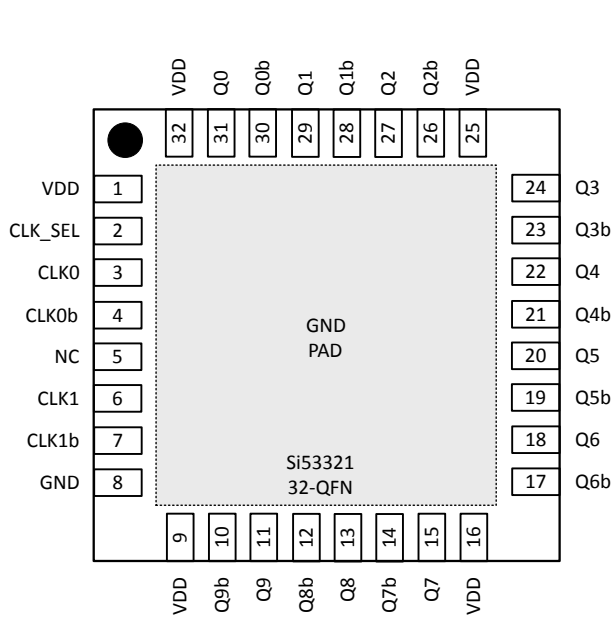 VDD
Q0
Q0b
Q1
Q1b
Q2
Q2b
VDD
32
31
30
29
28
27
26
25
VDD 1
CLK_SEL 2
CLK0 3
CLK0b 4
NC 5
CLK1 6
CLK1b 7
GND 8
24 Q3
23 Q3b
22 Q4
21 Q4b
20 Q5
19 Q5b
18 Q6
17 Q6b
GND
PAD
Si53321
32-QFN
9
10
11
12
13
14
15
16
VDD
Q9b
Q9
Q8b
Q8
Q7b
Q7
VDD